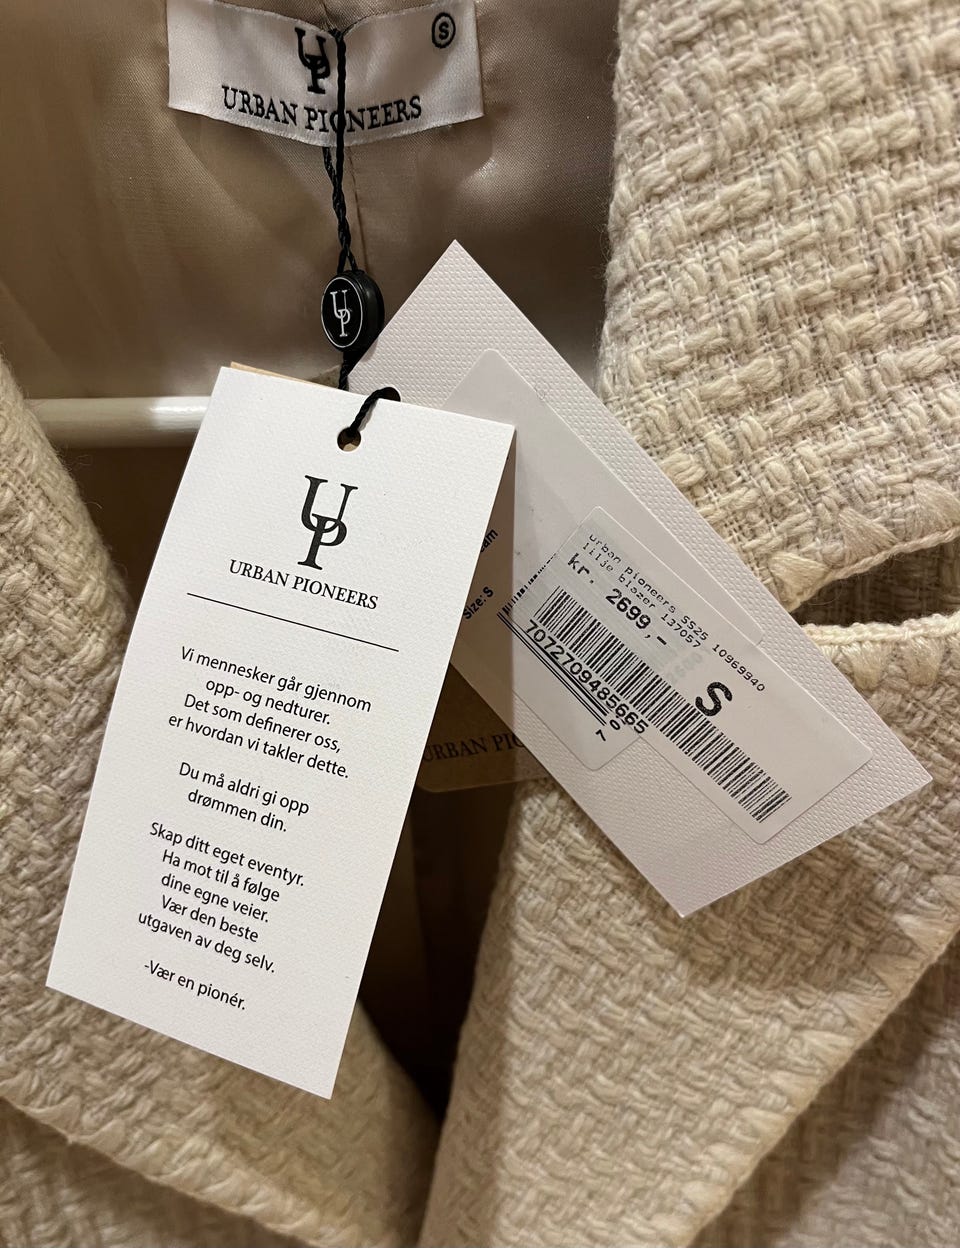 UP
S
URBAN PIONEERS
UP
UP
URBAN PIONEERS
Vi mennesker går gjennom
opp- og nedturer.
Det som definerer oss,
er hvordan vi takler dette.
Du må aldri gi opp
drømmen din.
Skap ditt eget eventyr.
Ha mot til å følge
dine egne veier.
Vær den beste
utgaven av deg selv.
-Vær en pionér.
Size: S
urban pioneers SS25 10969940
lilje blazer 137057
kr. 2699,-
S
7072709485665
URBAN